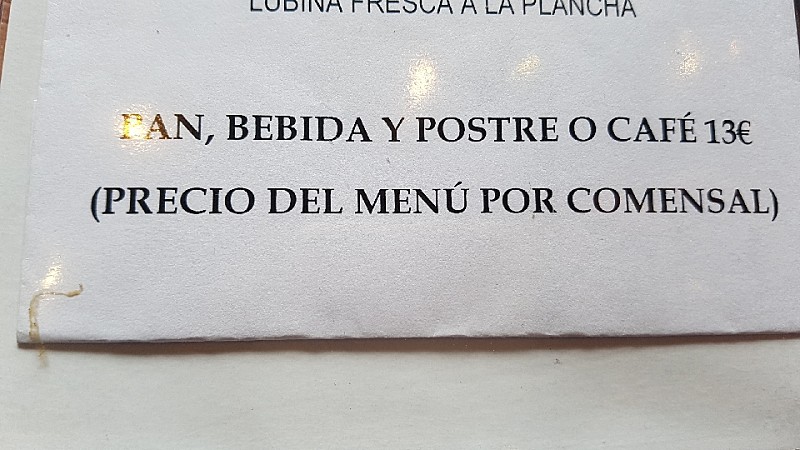 LUBINA FRESCA A LA PLANCHA
PAN, BEBIDA Y POSTRE O CAFÉ 13€
(PRECIO DEL MENÚ POR COMENSAL)